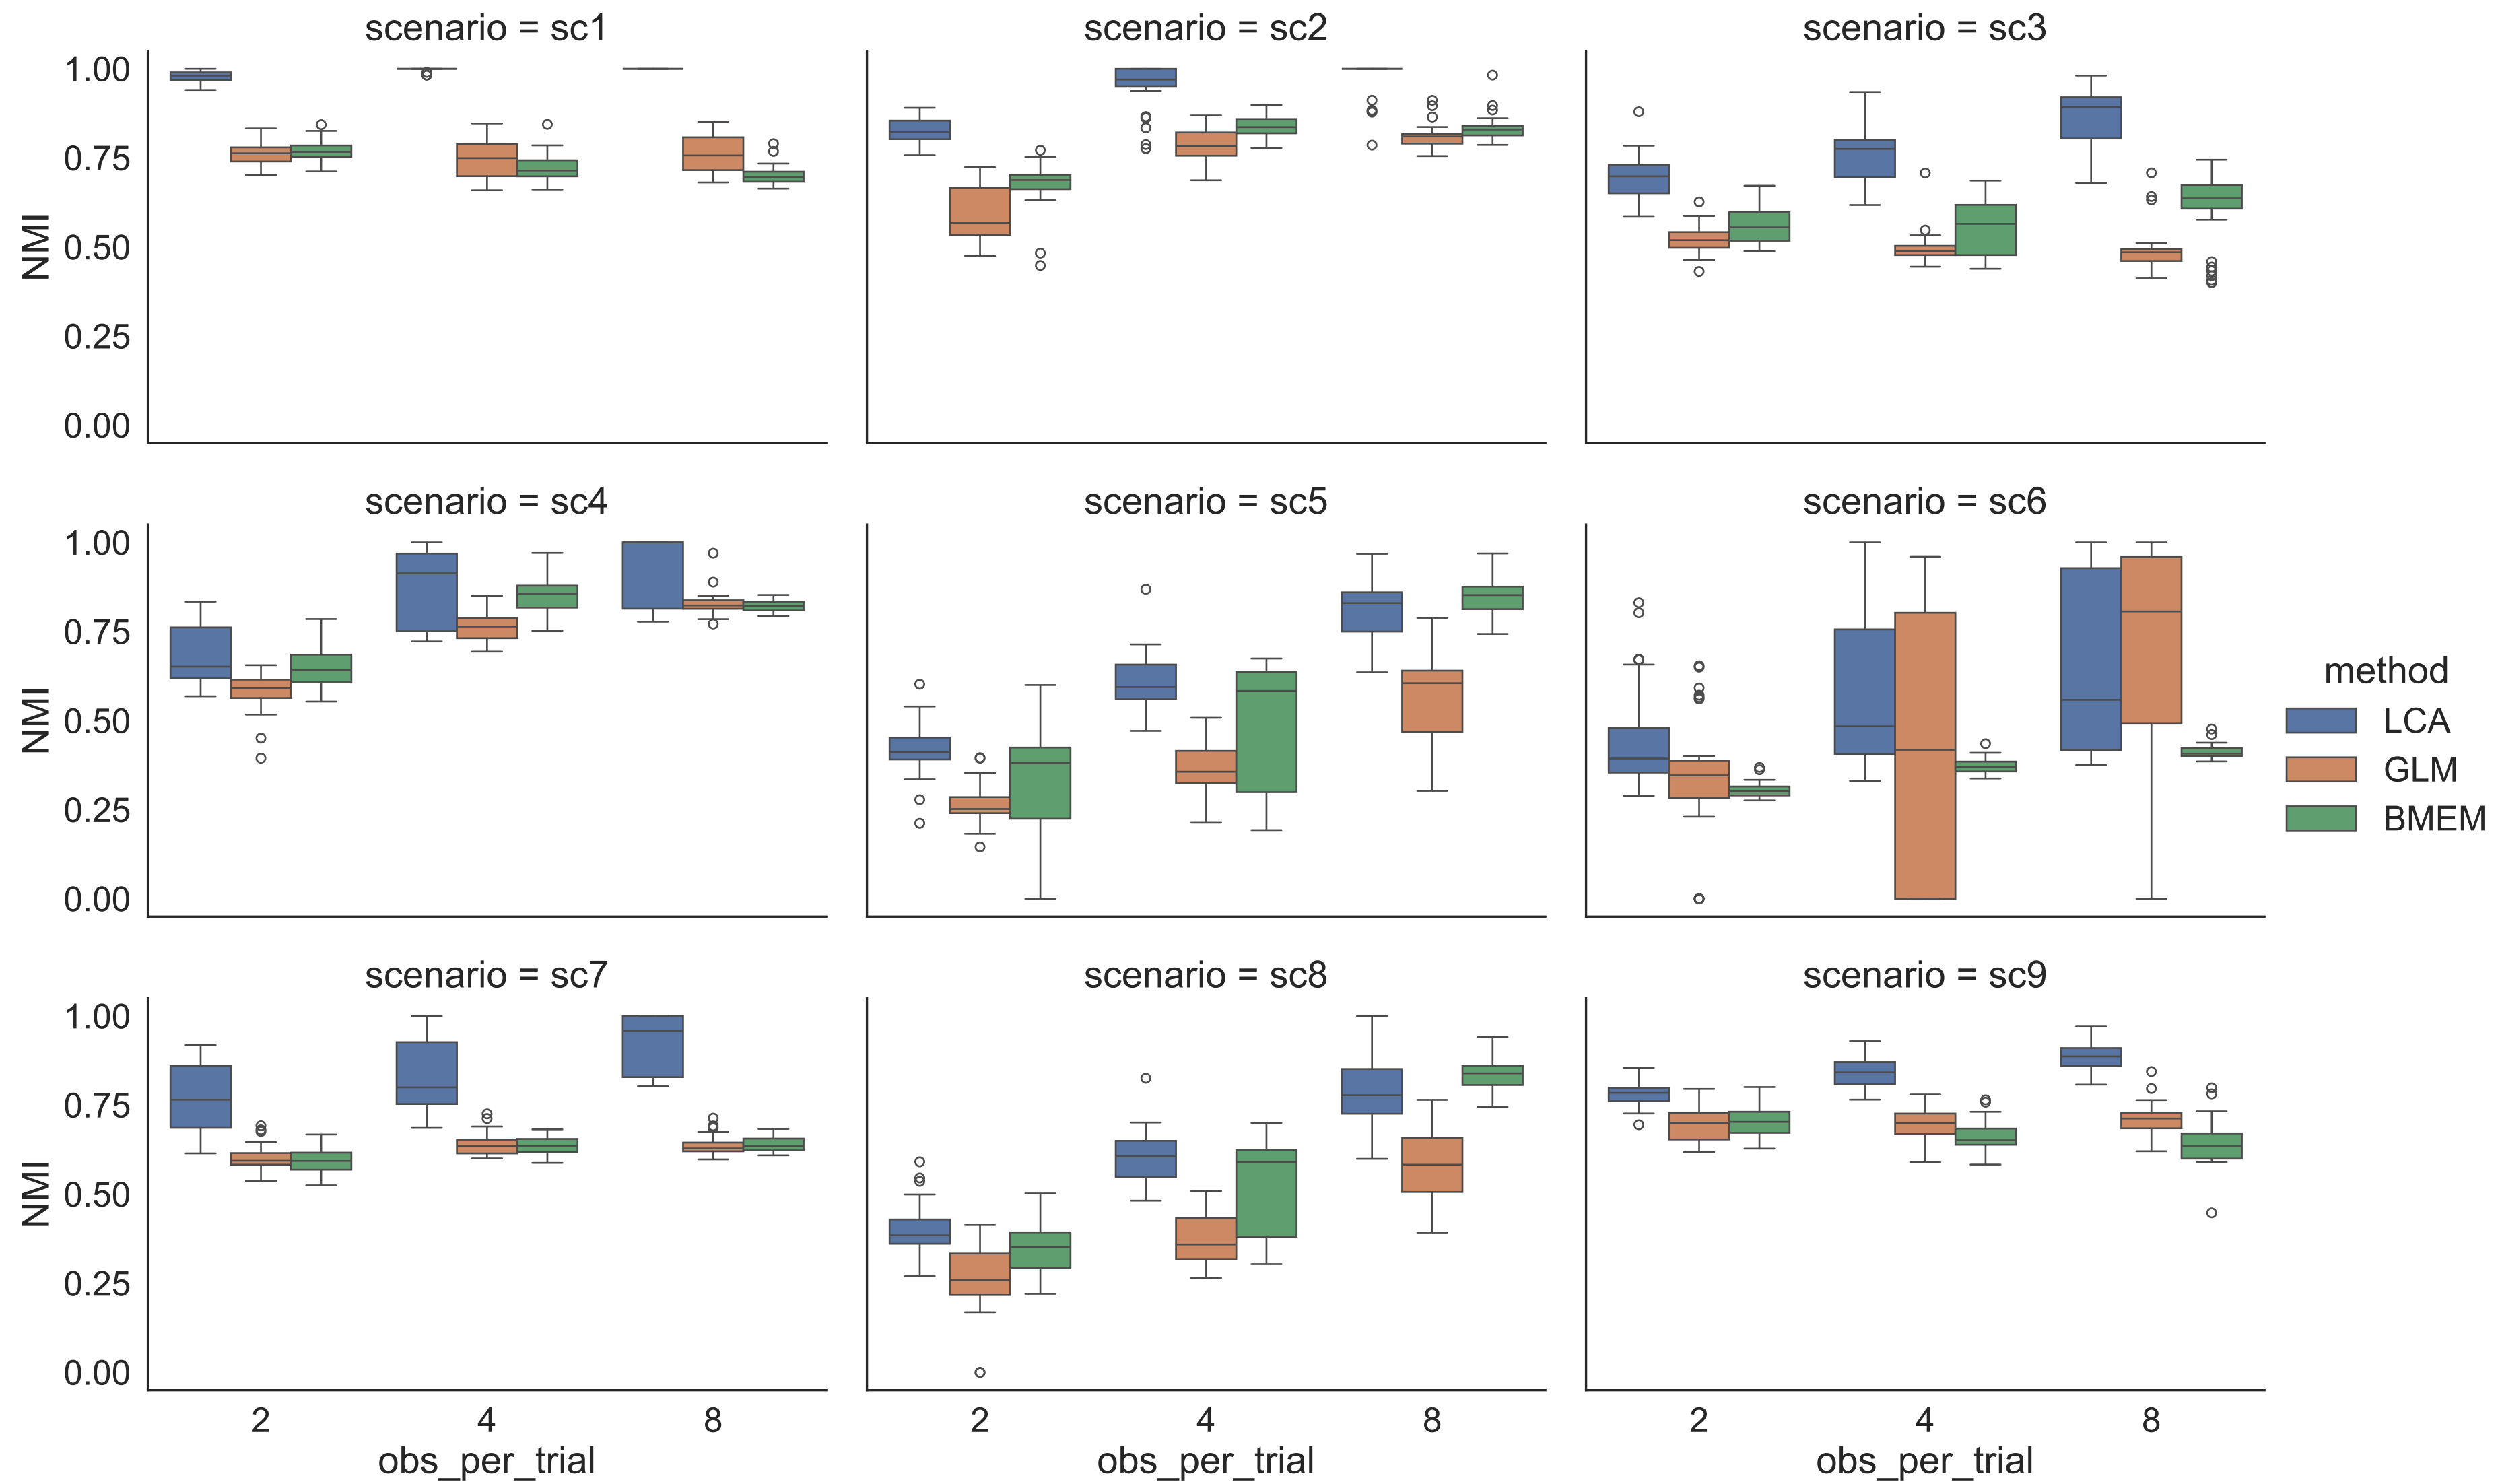 scenario = sc1
scenario = sc2
scenario = sc3
1.00
0.75
0.50
0.25
0.00
NMI
scenario = sc4
scenario = sc5
scenario = sc6
1.00
0.75
0.50
0.25
0.00
NMI
method
LCA
GLM
BMEM
scenario = sc7
scenario = sc8
scenario = sc9
1.00
0.75
0.50
0.25
0.00
NMI
2 4 8
2 4 8
2 4 8
obs_per_trial
obs_per_trial
obs_per_trial